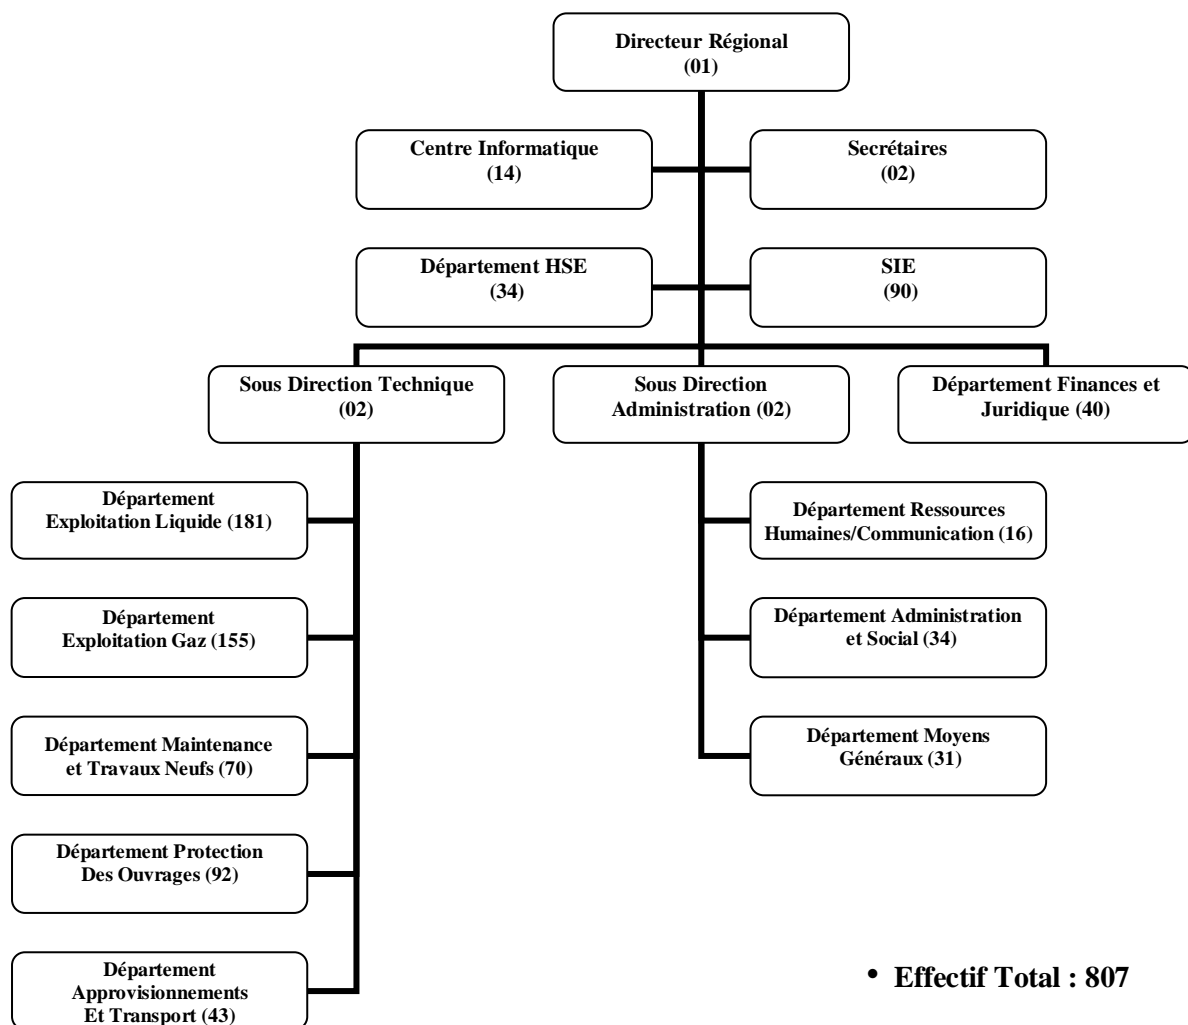 Directeur Régional
(01)
Centre Informatique
(14)
Secrétaires
(02)
Département HSE
(34)
SIE
(90)
Sous Direction Technique
(02)
Sous Direction
Administration (02)
Département Finances et
Juridique (40)
Département
Exploitation Liquide (181)
Département Ressources
Humaines/Communication (16)
Département
Exploitation Gaz (155)
Département Administration
et Social (34)
Département Maintenance
et Travaux Neufs (70)
Département Moyens
Généraux (31)
Département Protection
Des Ouvrages (92)
Département
Approvisionnements
Et Transport (43)
• Effectif Total : 807